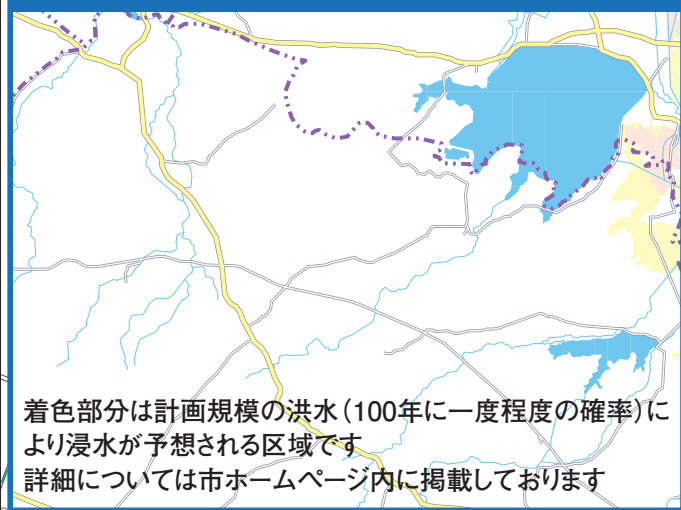 着色部分は計画規模の洪水(100年に一度程度の確率)に
より浸水が予想される区域です
詳細については市ホームページ内に掲載しております